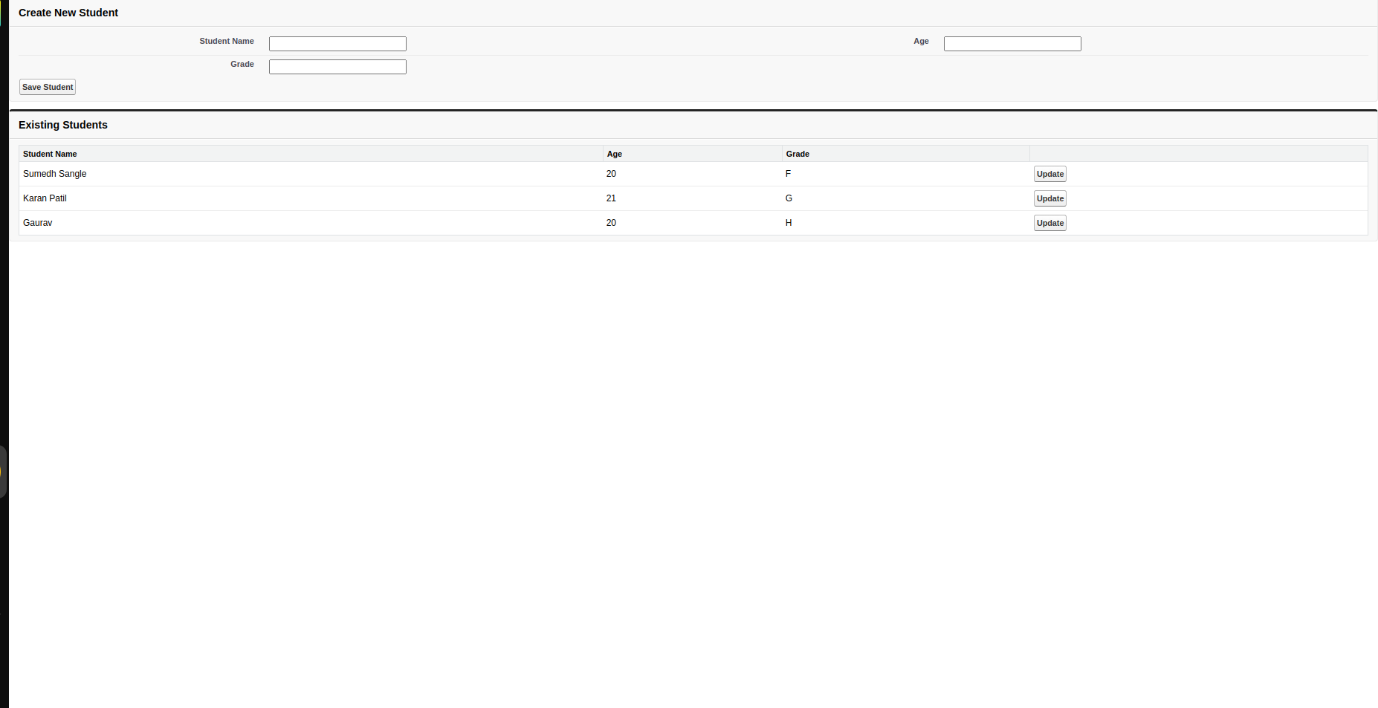 Create New Student
Student Name Age
Grade
Save Student
Existing Students
Student Name Age Grade
Sumedh Sangle 20 F Update
Karan Patil 21 G Update
Gaurav 20 H Update